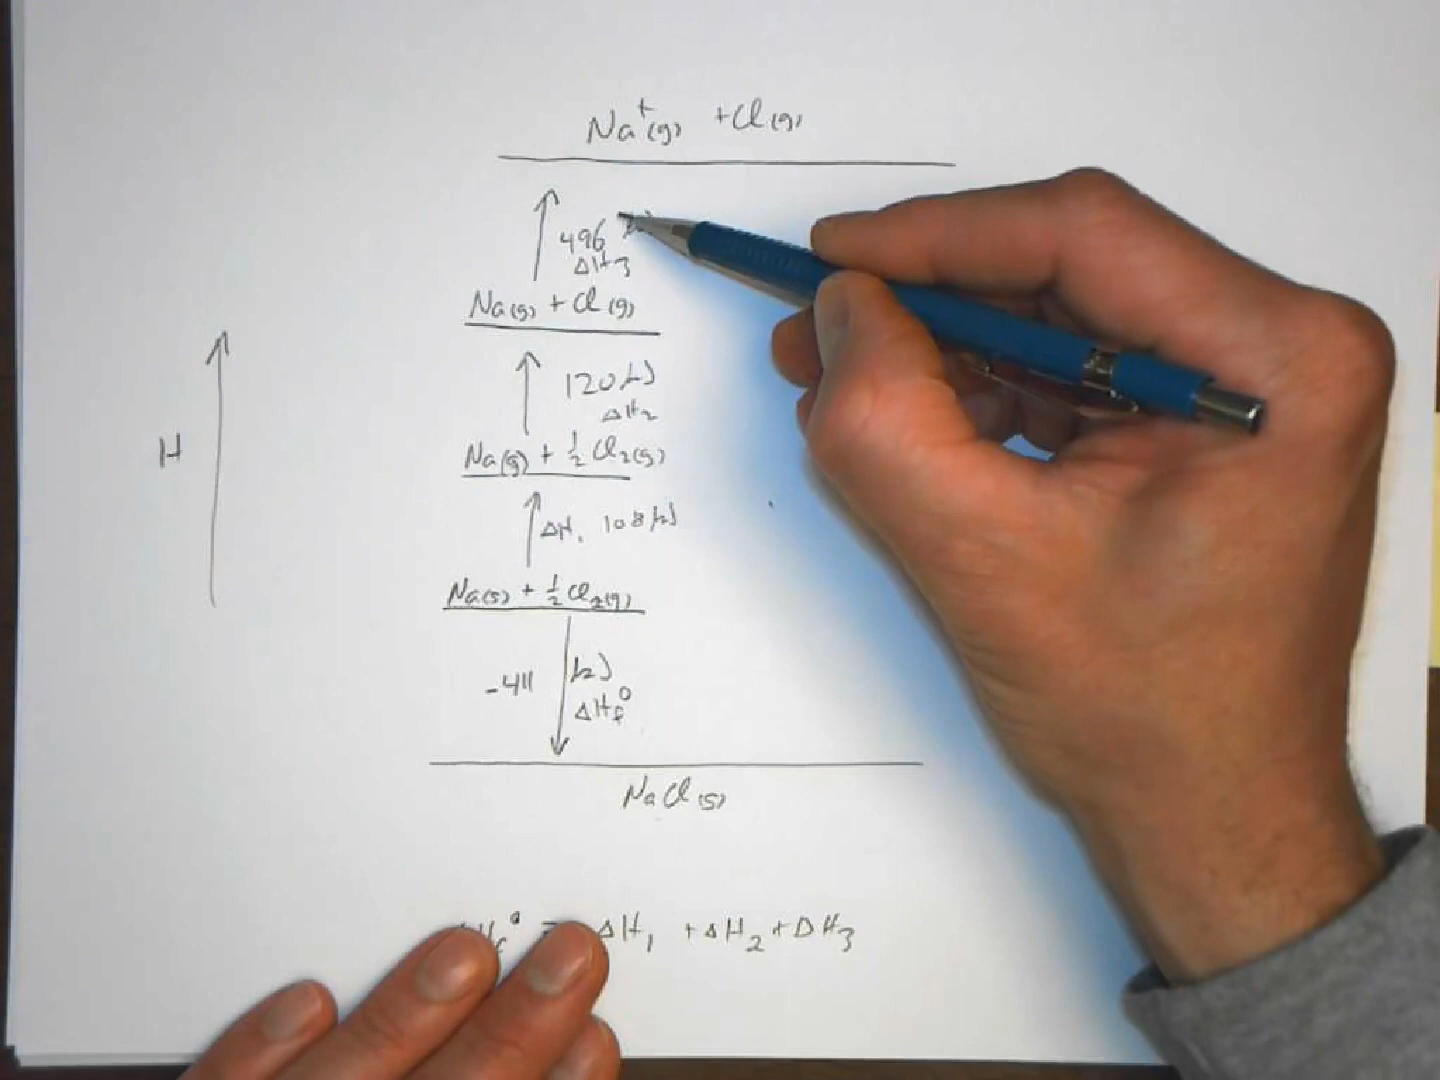 Na⁺(g) + Cl(g)
496
ΔH₃
Na(g) + Cl(g)
120 kJ
ΔH₂
Na(g) + ½ Cl₂(g)
ΔH₁ 108 kJ
Na(s) + ½ Cl₂(g)
-411 kJ
ΔHf°
NaCl(s)
H
= ΔH₁ + ΔH₂ + ΔH₃